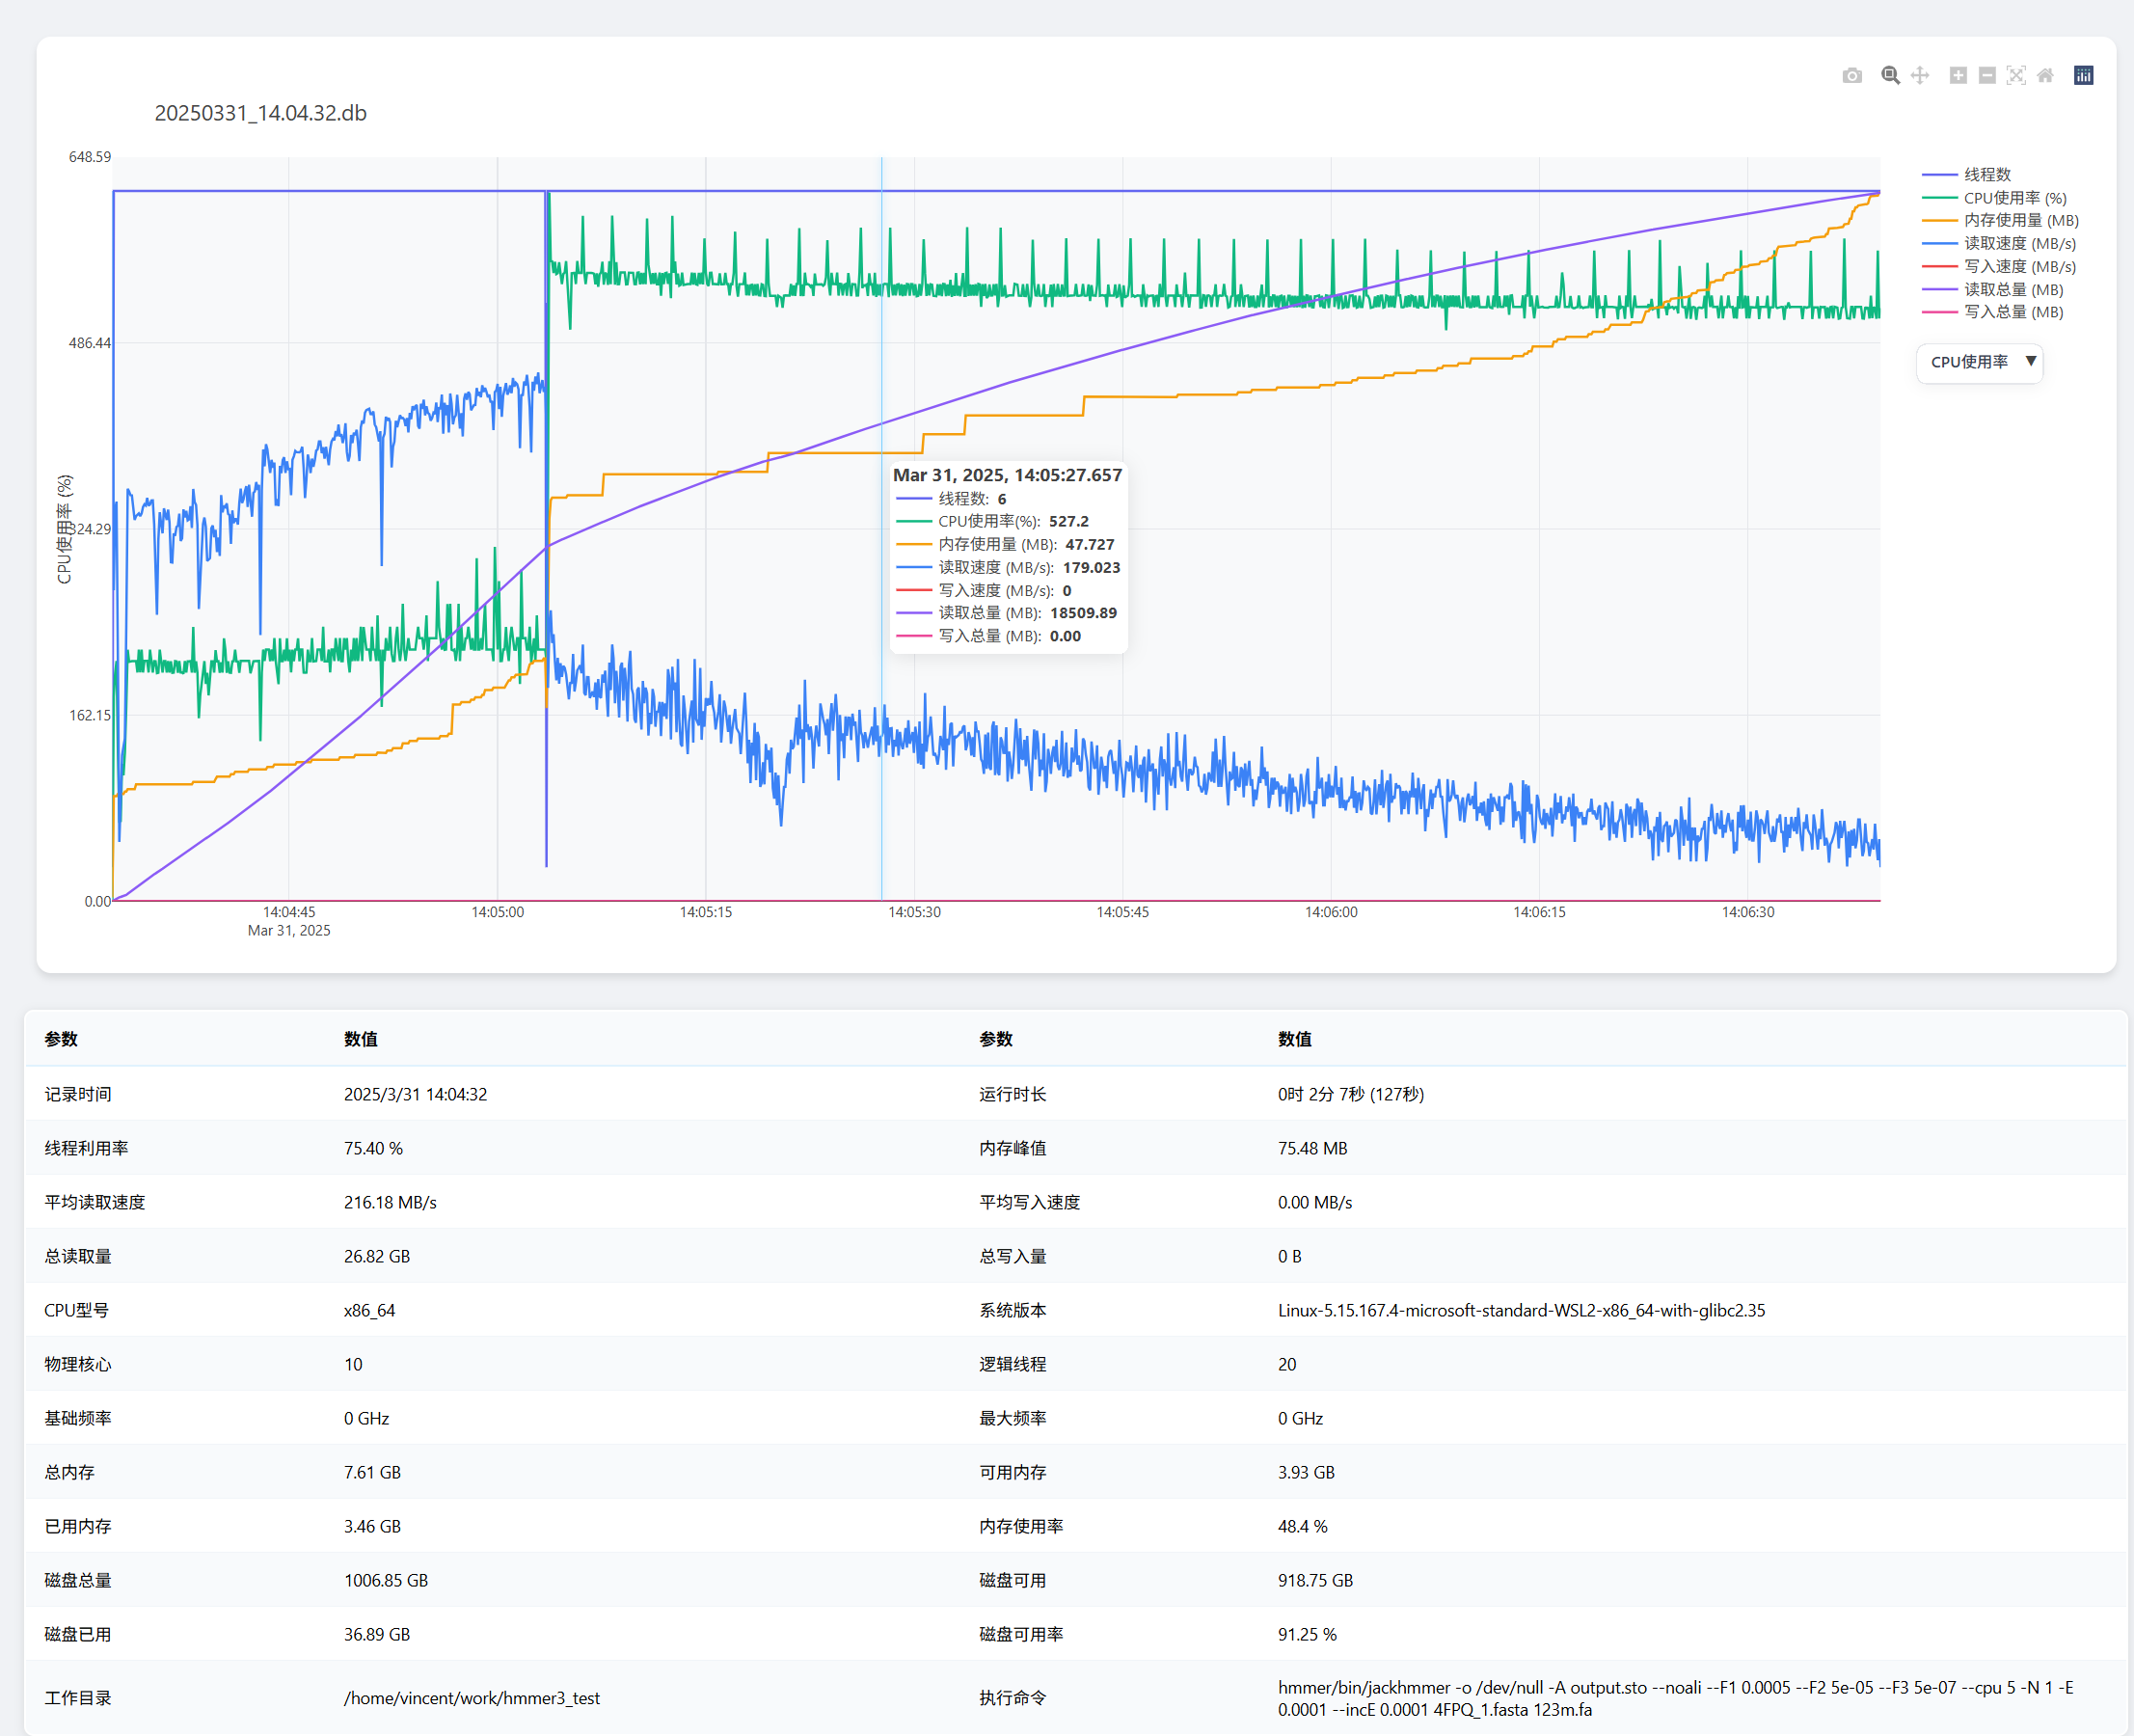 20250331_14.04.32.db
648.59
486.44
324.29
162.15
0.00
CPU使用率 (%)
14:04:45
Mar 31, 2025
14:05:00
14:05:15
14:05:30
14:05:45
14:06:00
14:06:15
14:06:30
线程数
CPU使用率 (%)
内存使用量 (MB)
读取速度 (MB/s)
写入速度 (MB/s)
读取总量 (MB)
写入总量 (MB)
CPU使用率 ▼
Mar 31, 2025, 14:05:27.657
线程数: 6
CPU使用率(%): 527.2
内存使用量 (MB): 47.727
读取速度 (MB/s): 179.023
写入速度 (MB/s): 0
读取总量 (MB): 18509.89
写入总量 (MB): 0.00
参数 数值 参数 数值
记录时间 2025/3/31 14:04:32 运行时长 0时 2分 7秒 (127秒)
线程利用率 75.40 % 内存峰值 75.48 MB
平均读取速度 216.18 MB/s 平均写入速度 0.00 MB/s
总读取量 26.82 GB 总写入量 0 B
CPU型号 x86_64 系统版本 Linux-5.15.167.4-microsoft-standard-WSL2-x86_64-with-glibc2.35
物理核心 10 逻辑线程 20
基础频率 0 GHz 最大频率 0 GHz
总内存 7.61 GB 可用内存 3.93 GB
已用内存 3.46 GB 内存使用率 48.4 %
磁盘总量 1006.85 GB 磁盘可用 918.75 GB
磁盘已用 36.89 GB 磁盘可用率 91.25 %
工作目录 /home/vincent/work/hmmer3_test 执行命令 hmmer/bin/jackhmmer -o /dev/null -A output.sto --noali --F1 0.0005 --F2 5e-05 --F3 5e-07 --cpu 5 -N 1 -E
0.0001 --incE 0.0001 4FPQ_1.fasta 123m.fa